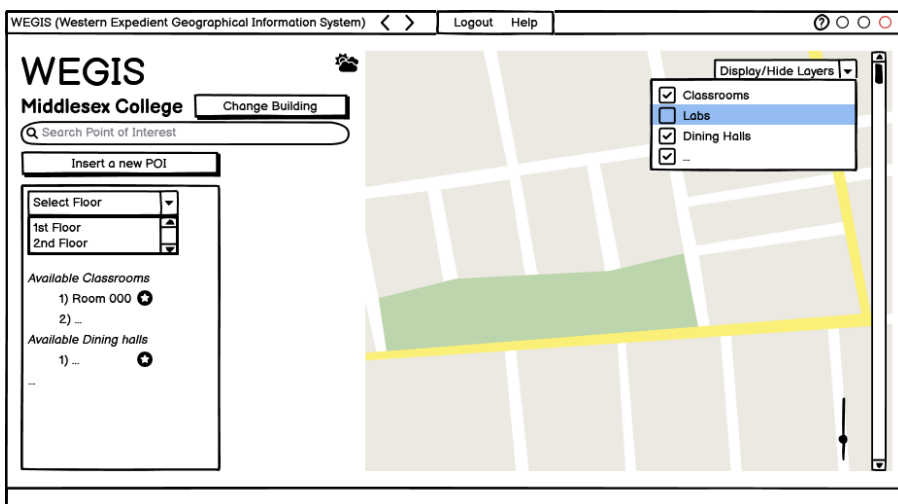 WEGIS (Western Expedient Geographical Information System)
Logout Help
?
WEGIS
Middlesex College
Change Building
Search Point of Interest
Insert a new POI
Select Floor
1st Floor
2nd Floor
Available Classrooms
1) Room 000
2) ...
Available Dining halls
1) ...
...
Display/Hide Layers
Classrooms
Labs
Dining Halls
...